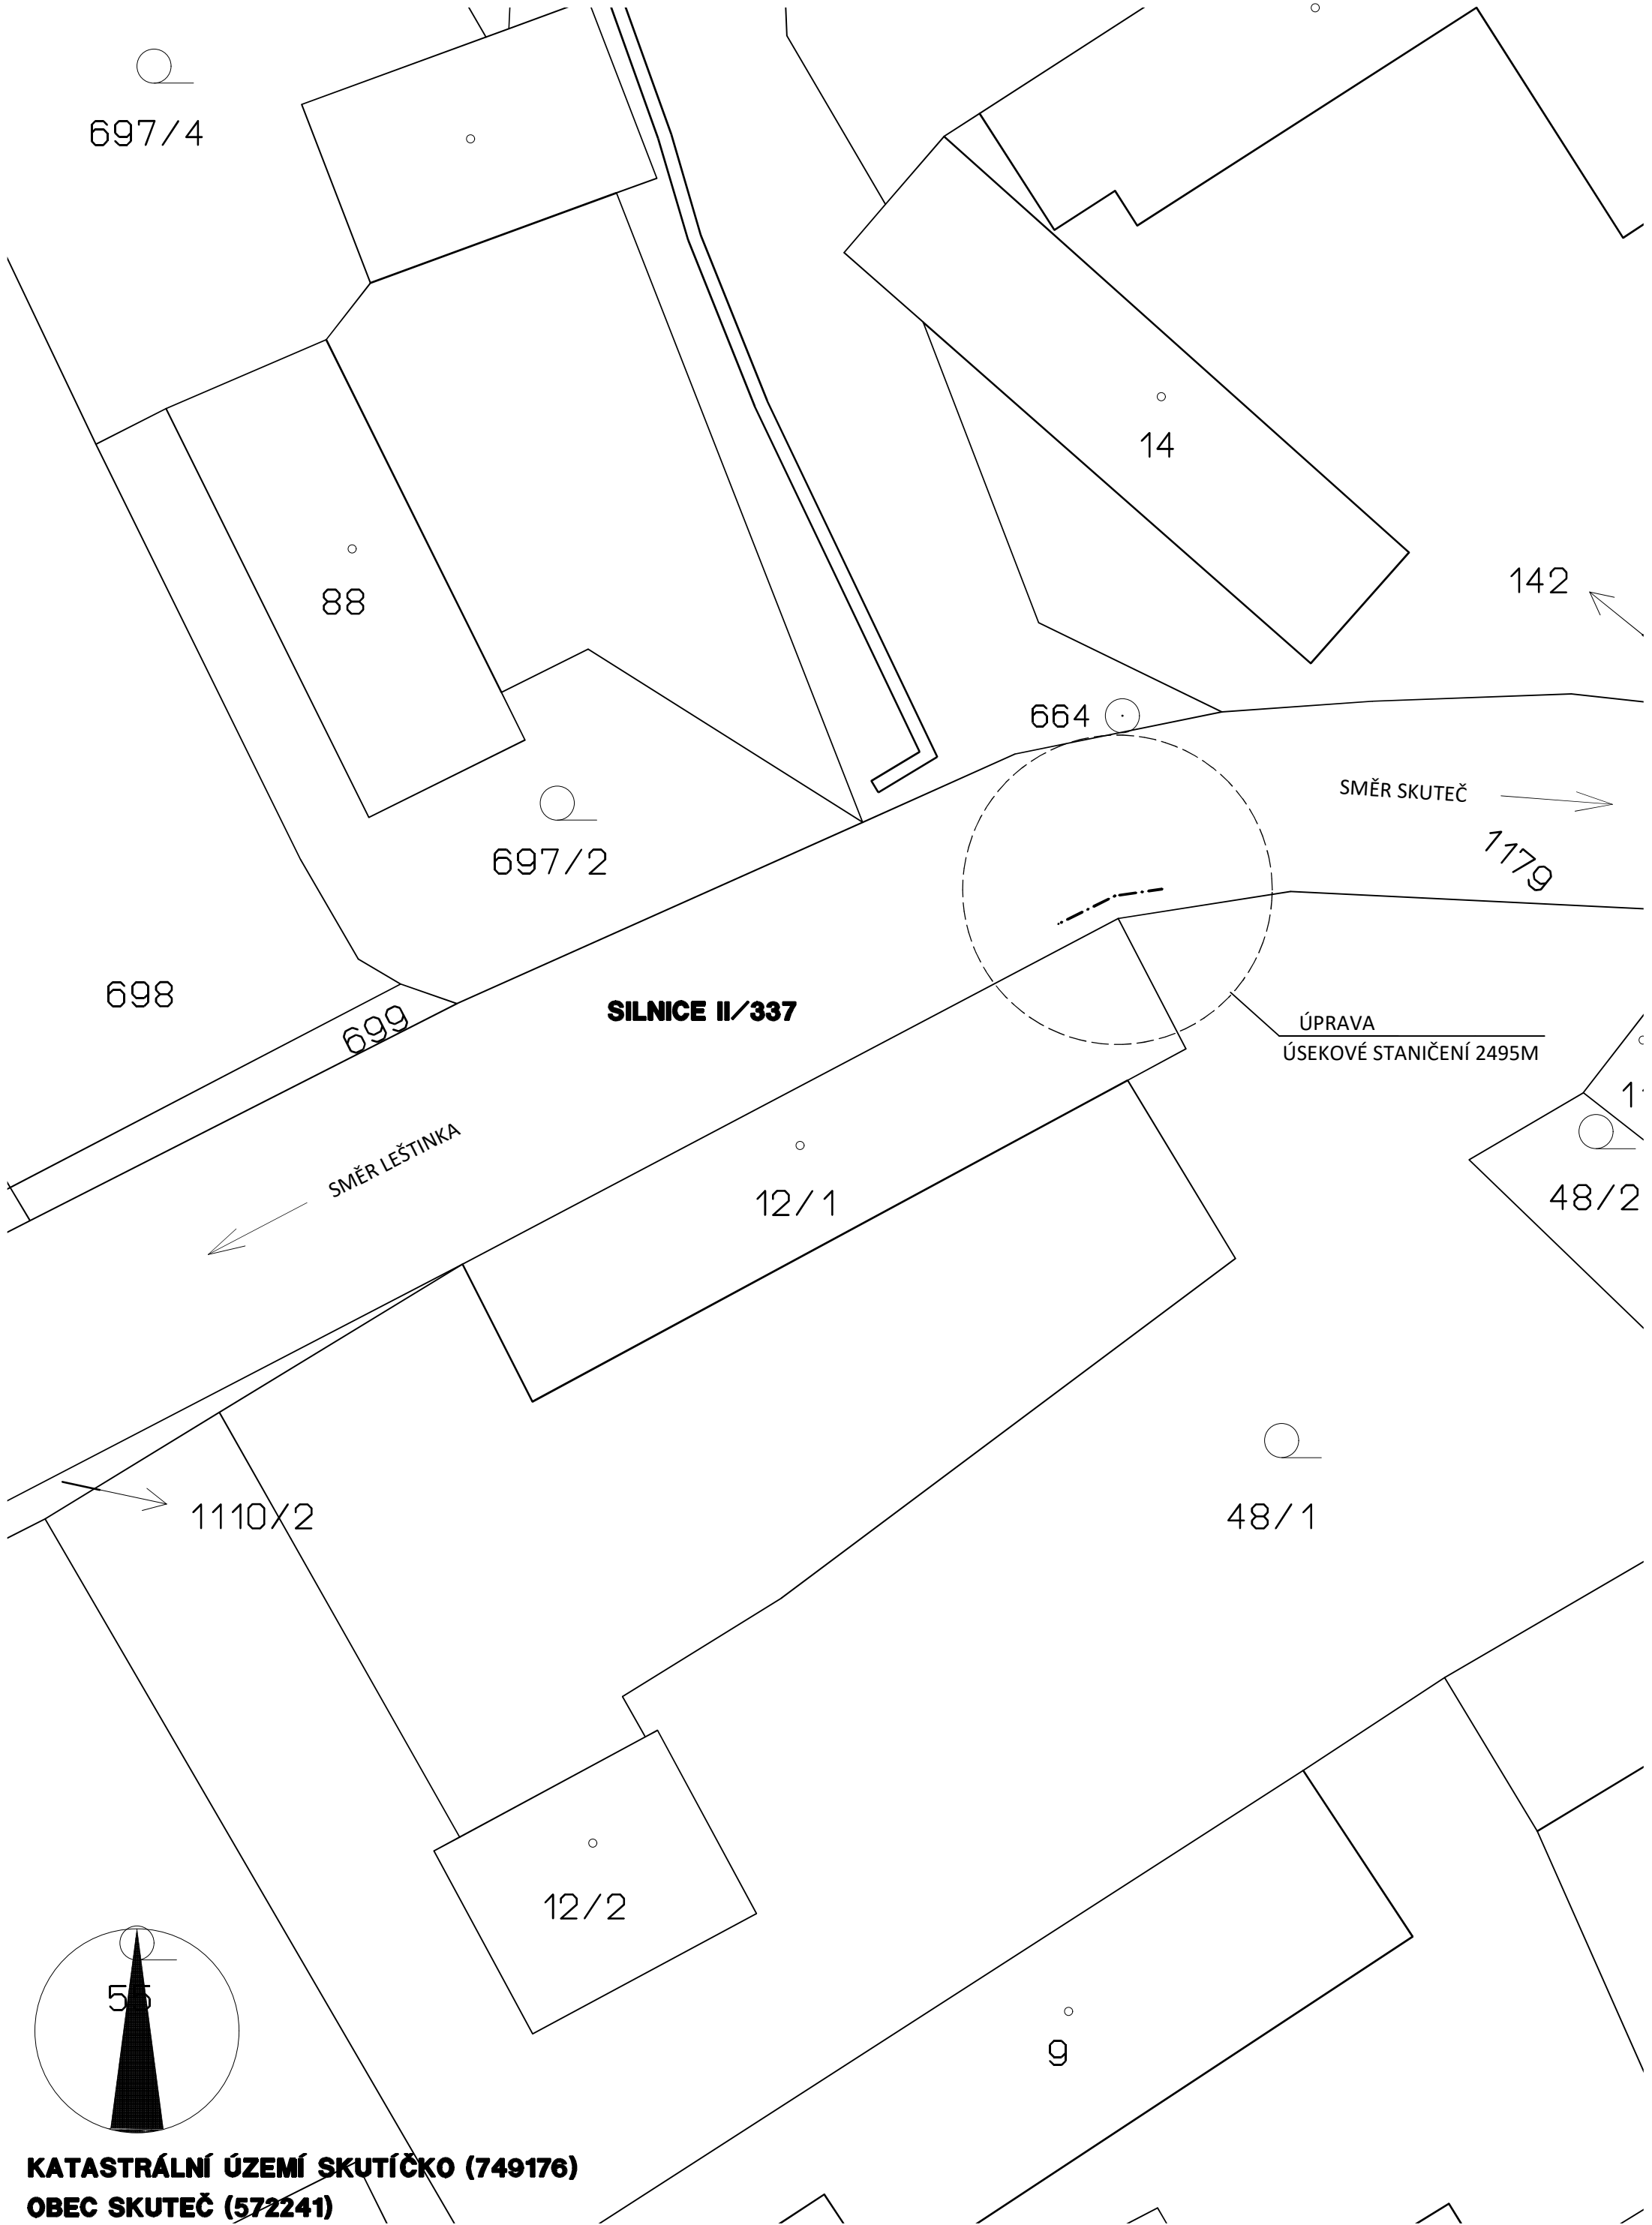 697/4
14
142
88
664
SMĚR SKUTEČ
1179
697/2
698
699
SILNICE II/337
ÚPRAVA
ÚSEKOVÉ STANIČENÍ 2495M
SMĚR LEŠTINKA
12/1
48/2
1110/2
48/1
12/2
9
KATASTRÁLNÍ ÚZEMÍ SKUTÍČKO (749176)
OBEC SKUTEČ (572241)